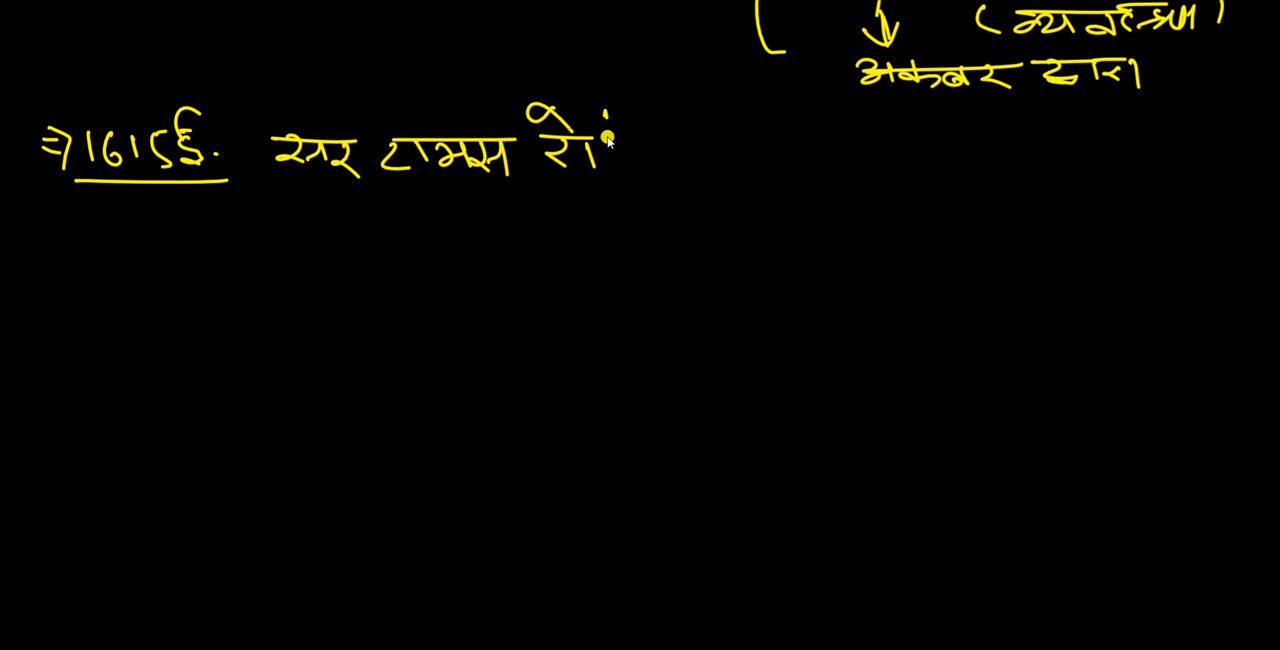 अकबर द्वारा
⇒ 1615ई. सर टामस रो :